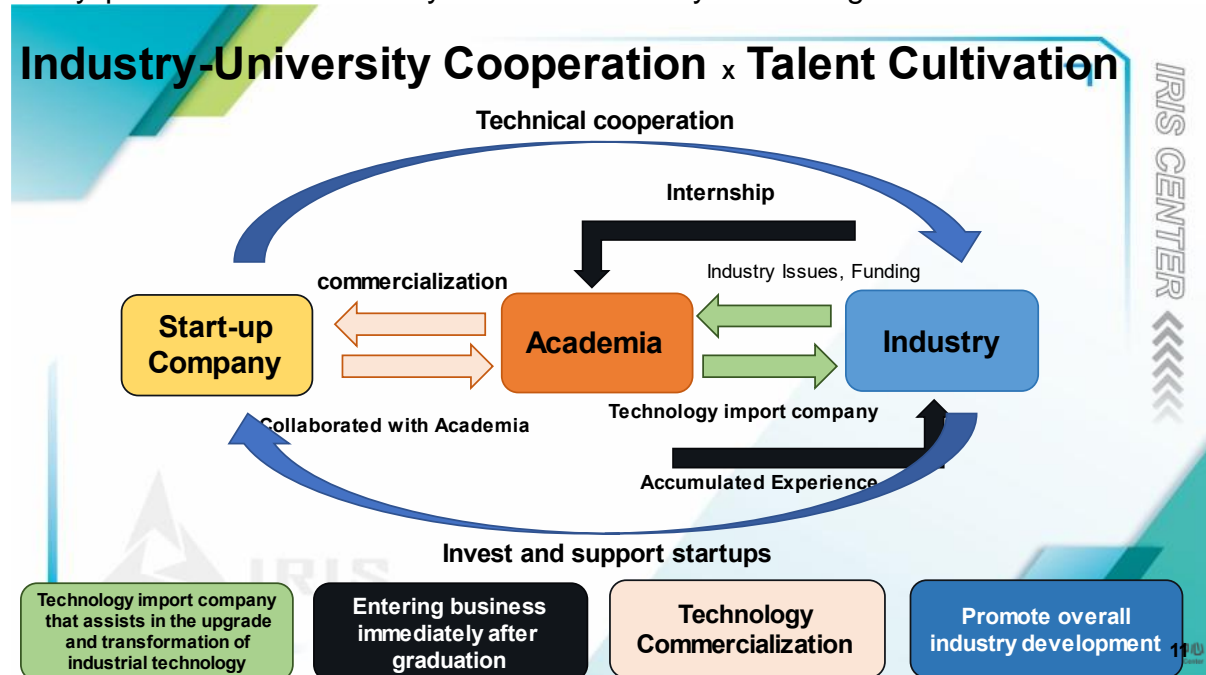 Industry-University Cooperation x Talent Cultivation
IRIS CENTER
Technical cooperation
Internship
commercialization
Industry Issues, Funding
Start-up
Company
Academia
Industry
Collaborated with Academia
Technology import company
Accumulated Experience
Invest and support startups
IRIS
Technology import company
that assists in the upgrade
and transformation of
industrial technology
Entering business
immediately after
graduation
Technology
Commercialization
Promote overall
industry development
11
Center